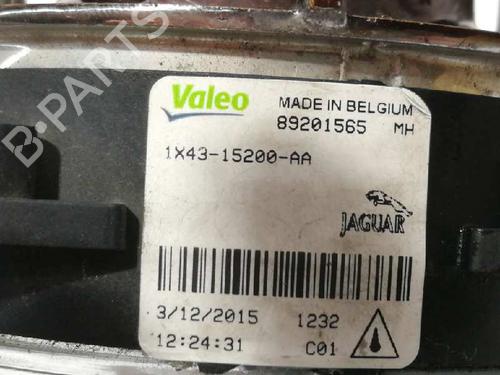 B-PARTS
Valeo
MADE IN BELGIUM
89201565 MH
1X43-15200-AA
JAGUAR
3/12/2015 1232
12:24:31 C01